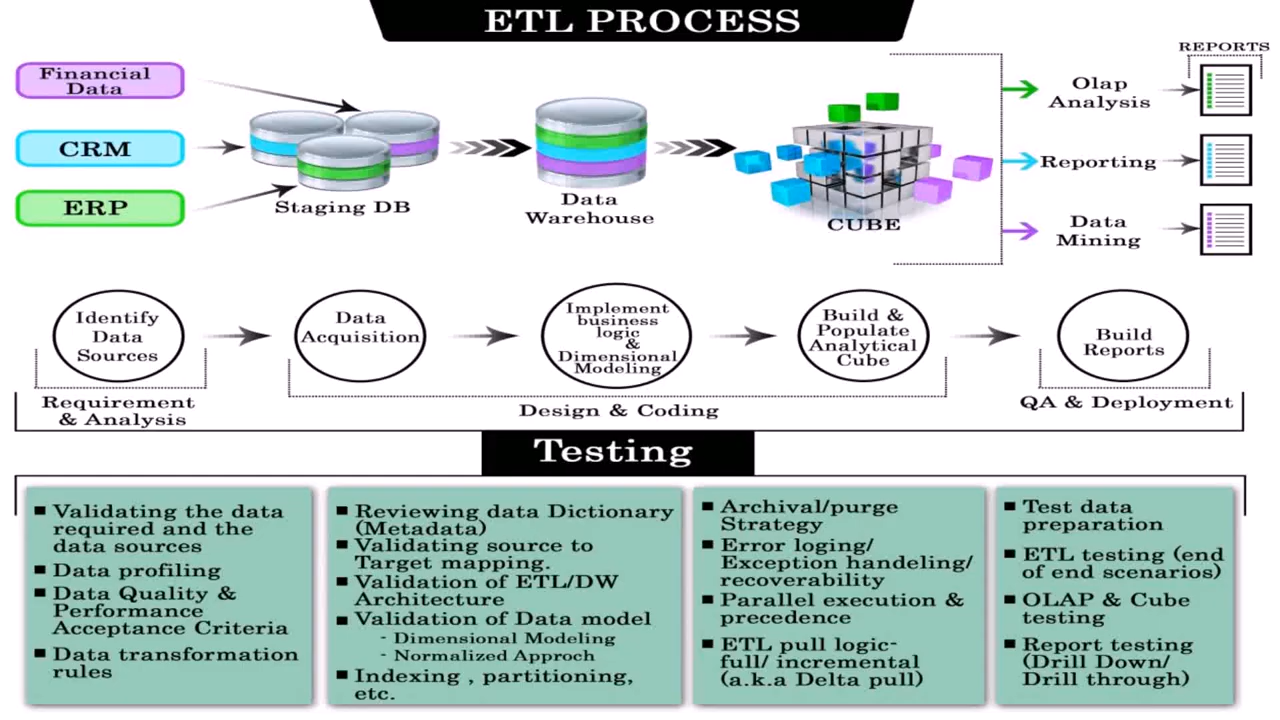 ETL PROCESS
REPORTS
Financial
Data
CRM
ERP
Staging DB
Data
Warehouse
CUBE
Olap
Analysis
Reporting
Data
Mining
Identify
Data
Sources
Data
Acquisition
Implement
business
logic
&
Dimensional
Modeling
Build &
Populate
Analytical
Cube
Build
Reports
Requirement
& Analysis
Design & Coding
QA & Deployment
Testing
▪ Validating the data
required and the
data sources
▪ Data profiling
▪ Data Quality &
Performance
Acceptance Criteria
▪ Data transformation
rules
▪ Reviewing data Dictionary
(Metadata)
▪ Validating source to
Target mapping.
▪ Validation of ETL/DW
Architecture
▪ Validation of Data model
- Dimensional Modeling
- Normalized Approch
▪ Indexing , partitioning,
etc.
▪ Archival/purge
Strategy
▪ Error loging/
Exception handeling/
recoverability
▪ Parallel execution &
precedence
▪ ETL pull logic-
full/ incremental
(a.k.a Delta pull)
▪ Test data
preparation
▪ ETL testing (end
of end scenarios)
▪ OLAP & Cube
testing
▪ Report testing
(Drill Down/
Drill through)